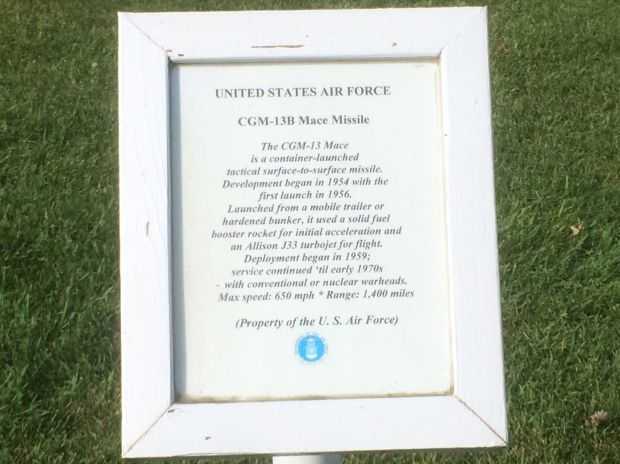 UNITED STATES AIR FORCE
CGM-13B Mace Missile
The CGM-13 Mace
is a container-launched
tactical surface-to-surface missile.
Development began in 1954 with the
first launch in 1956.
Launched from a mobile trailer or
hardened bunker, it used a solid fuel
booster rocket for initial acceleration and
an Allison J33 turbojet for flight.
Deployment began in 1959;
service continued ‘til early 1970s
- with conventional or nuclear warheads.
Max speed: 650 mph * Range: 1,400 miles
(Property of the U. S. Air Force)